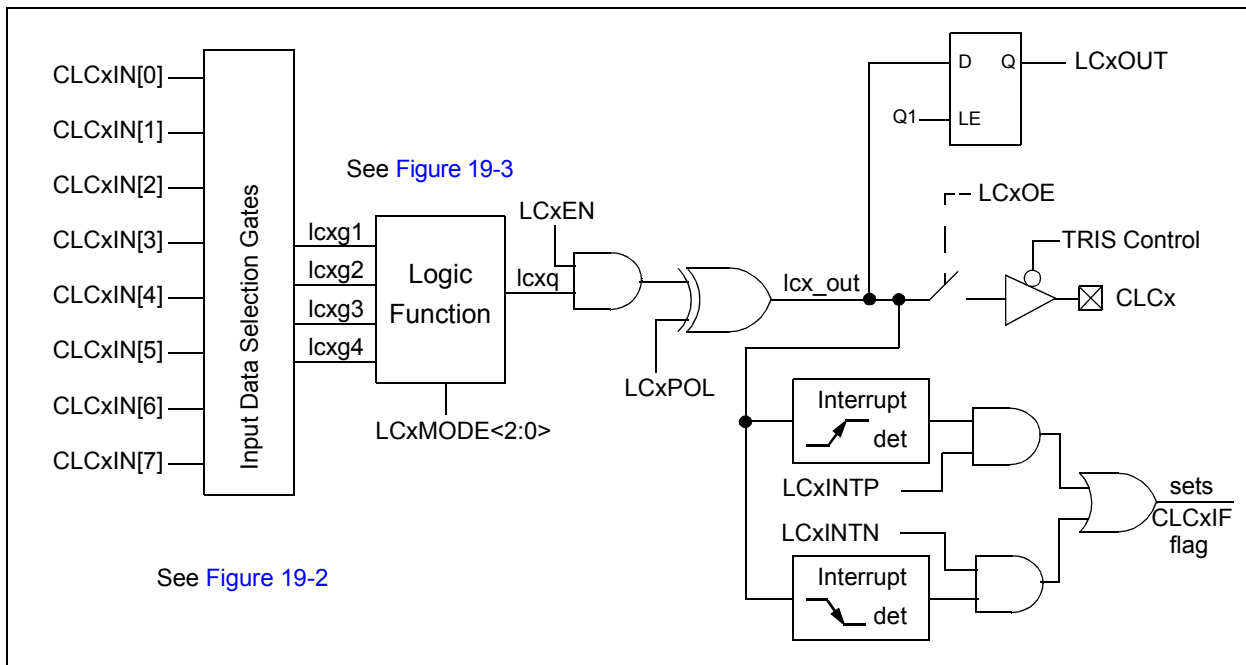 CLCxIN[0]
CLCxIN[1]
CLCxIN[2]
CLCxIN[3]
CLCxIN[4]
CLCxIN[5]
CLCxIN[6]
CLCxIN[7]
Input Data Selection Gates
See Figure 19-2
See Figure 19-3
lcxg1
lcxg2
lcxg3
lcxg4
Logic
Function
LCxMODE<2:0>
LCxEN
lcxq
LCxPOL
lcx_out
D
Q
LE
Q1
LCxOUT
LCxOE
TRIS Control
CLCx
Interrupt
det
LCxINTP
LCxINTN
Interrupt
det
sets
CLCxIF
flag